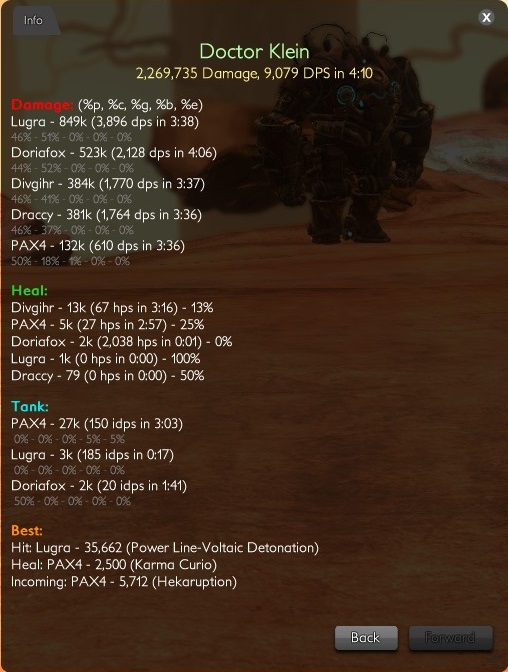 Info
X
Doctor Klein
2,269,735 Damage, 9,079 DPS in 4:10
Damage: (%p, %c, %g, %b, %e)
Lugra - 849k (3,896 dps in 3:38)
46% - 51% - 0% - 0% - 0%
Doriafox - 523k (2,128 dps in 4:06)
44% - 52% - 0% - 0% - 0%
Divgihr - 384k (1,770 dps in 3:37)
46% - 41% - 0% - 0% - 0%
Draccy - 381k (1,764 dps in 3:36)
46% - 37% - 0% - 0% - 0%
PAX4 - 132k (610 dps in 3:36)
50% - 18% - 1% - 0% - 0%
Heal:
Divgihr - 13k (67 hps in 3:16) - 13%
PAX4 - 5k (27 hps in 2:57) - 25%
Doriafox - 2k (2,038 hps in 0:01) - 0%
Lugra - 1k (0 hps in 0:00) - 100%
Draccy - 79 (0 hps in 0:00) - 50%
Tank:
PAX4 - 27k (150 idps in 3:03)
0% - 0% - 0% - 5% - 5%
Lugra - 3k (185 idps in 0:17)
0% - 0% - 0% - 0% - 0%
Doriafox - 2k (20 idps in 1:41)
50% - 0% - 0% - 0% - 0%
Best:
Hit: Lugra - 35,662 (Power Line-Voltaic Detonation)
Heal: PAX4 - 2,500 (Karma Curio)
Incoming: PAX4 - 5,712 (Hekaruption)
Back
Forward